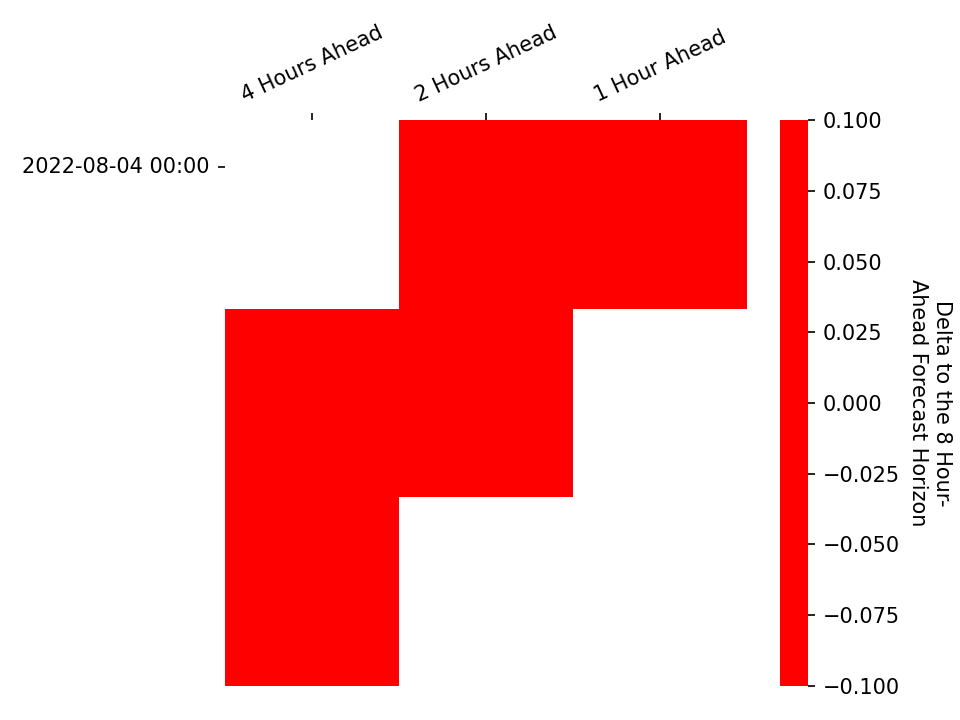 4 Hours Ahead
2 Hours Ahead
1 Hour Ahead
2022-08-04 00:00
0.100
0.075
0.050
0.025
0.000
−0.025
−0.050
−0.075
−0.100
Delta to the 8 Hour-
Ahead Forecast Horizon